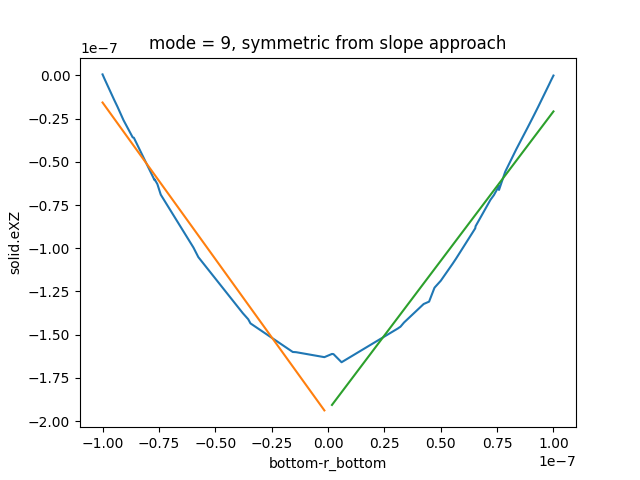 mode = 9, symmetric from slope approach
1e−7
0.00
−0.25
−0.50
−0.75
−1.00
−1.25
−1.50
−1.75
−2.00
solid.eXZ
−1.00 −0.75 −0.50 −0.25 0.00 0.25 0.50 0.75 1.00
bottom-r_bottom
1e−7